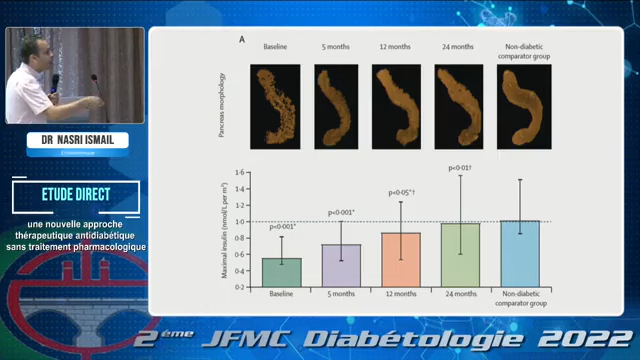 A
Baseline
5 months
12 months
24 months
Non-diabetic
comparator group
Pancreas morphology
DR NASRI ISMAIL
ETUDE DIRECT
une nouvelle approche
thérapeutique antidiabétique
sans traitement pharmacologique
Maximal insulin (nmol/L per m²)
1·6
1·4
1·2
1·0
0·8
0·6
0·4
0·2
p<0·001*
p<0·001*
p<0·05*†
p<0·01†
Baseline
5 months
12 months
24 months
Non-diabetic
comparator group
2ème JFMC Diabétologie 2022